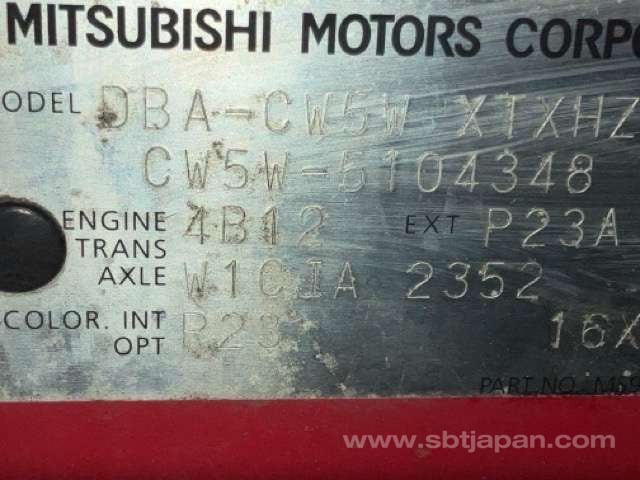 MITSUBISHI MOTORS CORPO
MODEL DBA-CW5W XTXHZ
CW5W-5104348
ENGINE 4B12 EXT P23A
TRANS
AXLE W1CJA 2352
COLOR. INT
OPT 16X
PART NO.
www.sbtjapan.com